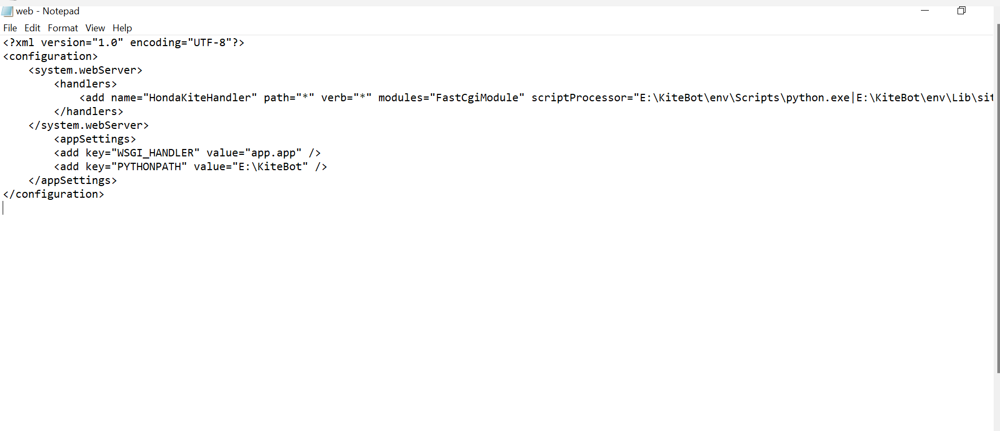 web - Notepad
File Edit Format View Help
<?xml version="1.0" encoding="UTF-8"?>
<configuration>
    <system.webServer>
        <handlers>
            <add name="HondaKiteHandler" path="*" verb="*" modules="FastCgiModule" scriptProcessor="E:\KiteBot\env\Scripts\python.exe|E:\KiteBot\env\Lib\sit
        </handlers>
    </system.webServer>
        <appSettings>
        <add key="WSGI_HANDLER" value="app.app" />
        <add key="PYTHONPATH" value="E:\KiteBot" />
    </appSettings>
</configuration>